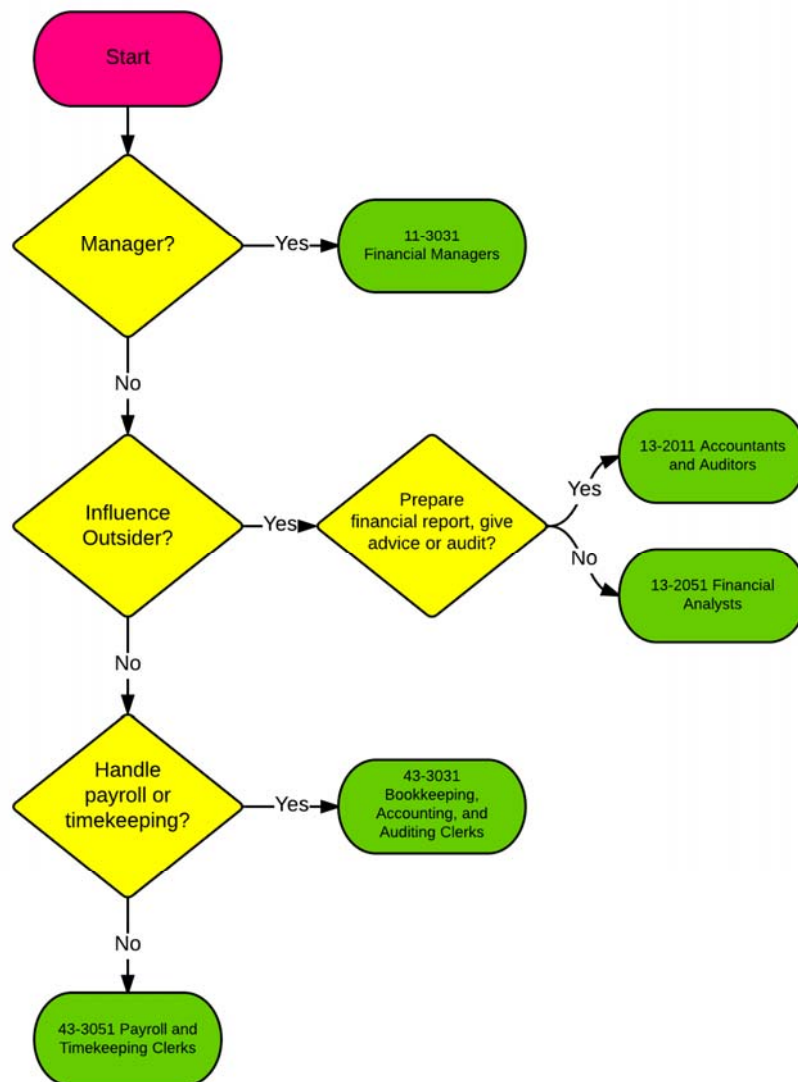 Start
Manager?
Yes
11-3031
Financial Managers
No
Influence
Outsider?
Yes
Prepare
financial report, give
advice or audit?
Yes
13-2011 Accountants
and Auditors
No
13-2051 Financial
Analysts
No
Handle
payroll or
timekeeping?
Yes
43-3031
Bookkeeping,
Accounting, and
Auditing Clerks
No
43-3051 Payroll and
Timekeeping Clerks